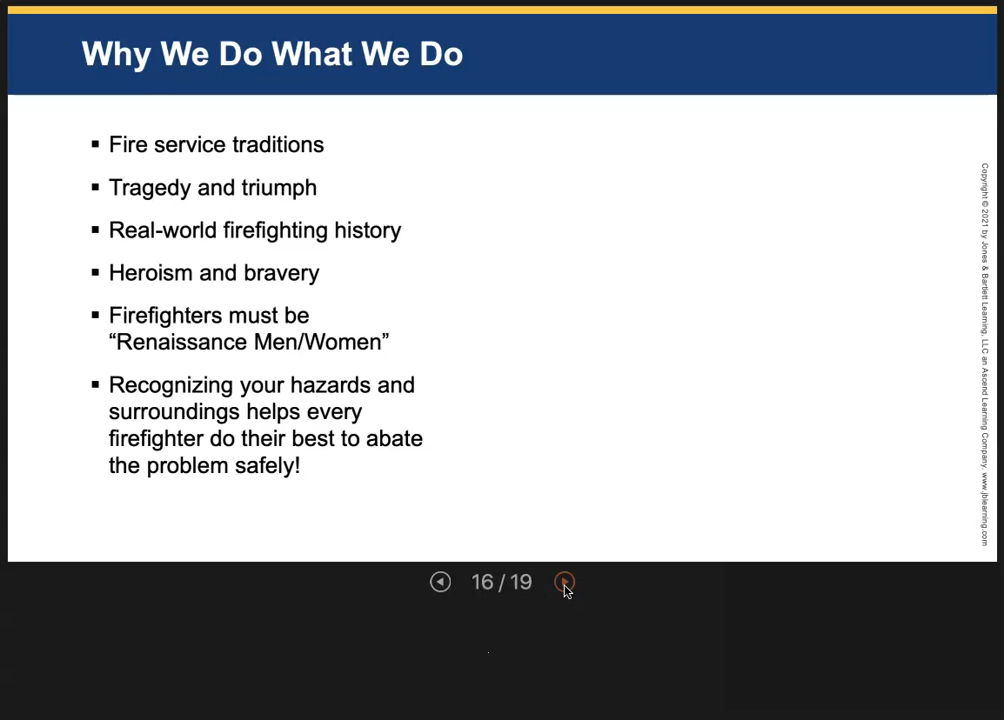 Why We Do What We Do
▪ Fire service traditions
▪ Tragedy and triumph
▪ Real-world firefighting history
▪ Heroism and bravery
▪ Firefighters must be
“Renaissance Men/Women”
▪ Recognizing your hazards and
surroundings helps every
firefighter do their best to abate
the problem safely!
Copyright © 2021 by Jones & Bartlett Learning, LLC an Ascend Learning Company. www.jblearning.com
16 / 19